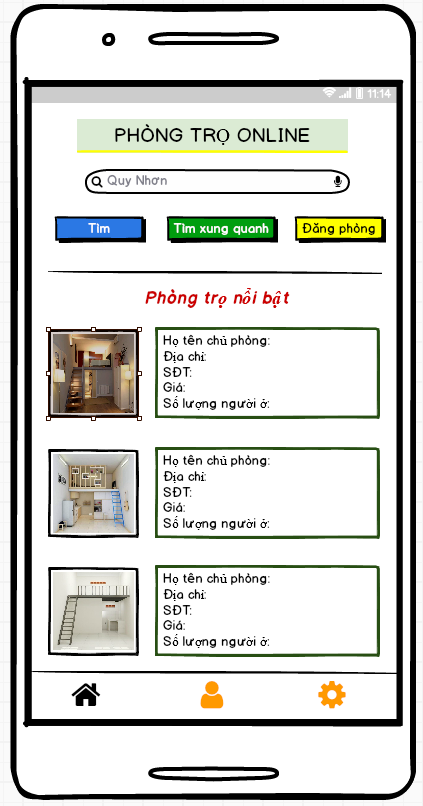 11:14
PHÒNG TRỌ ONLINE
Quy Nhơn
Tìm
Tìm xung quanh
Đăng phòng
Phòng trọ nổi bật
Họ tên chủ phòng:
Địa chỉ:
SĐT:
Giá:
Số lượng người ở:
Họ tên chủ phòng:
Địa chỉ:
SĐT:
Giá:
Số lượng người ở:
Họ tên chủ phòng:
Địa chỉ:
SĐT:
Giá:
Số lượng người ở: